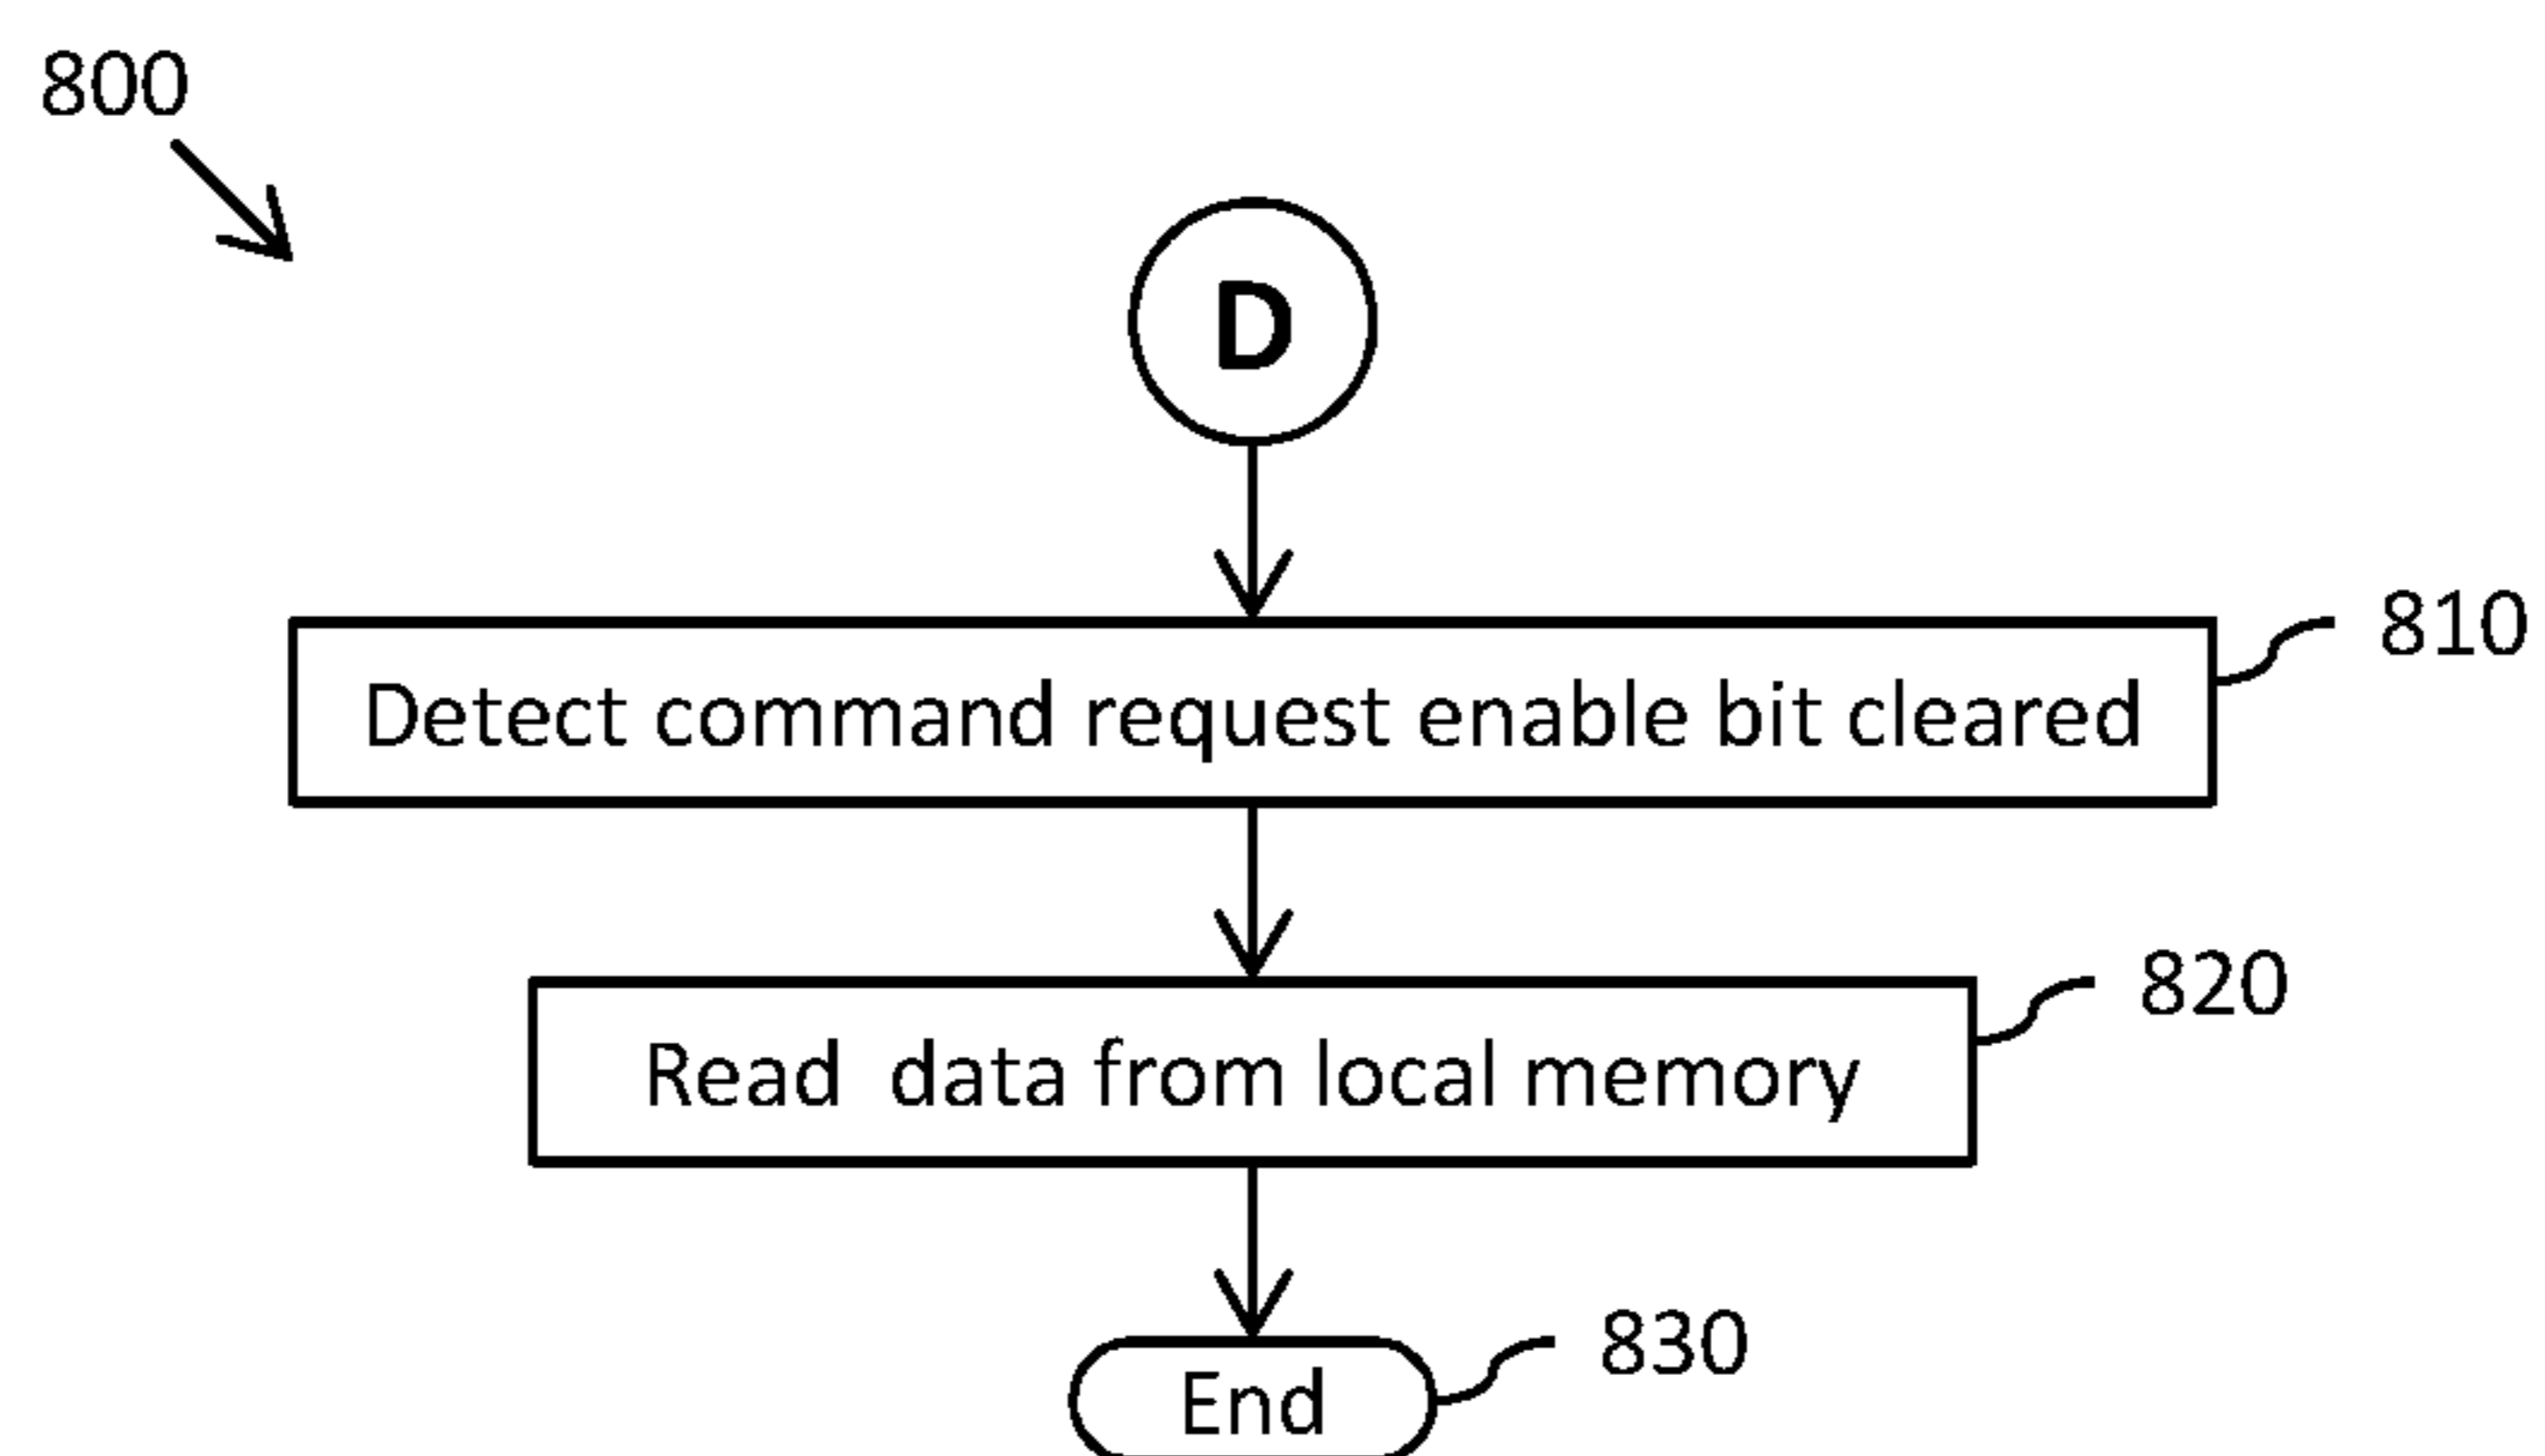 800
D
810
Detect command request enable bit cleared
820
Read data from local memory
830
End